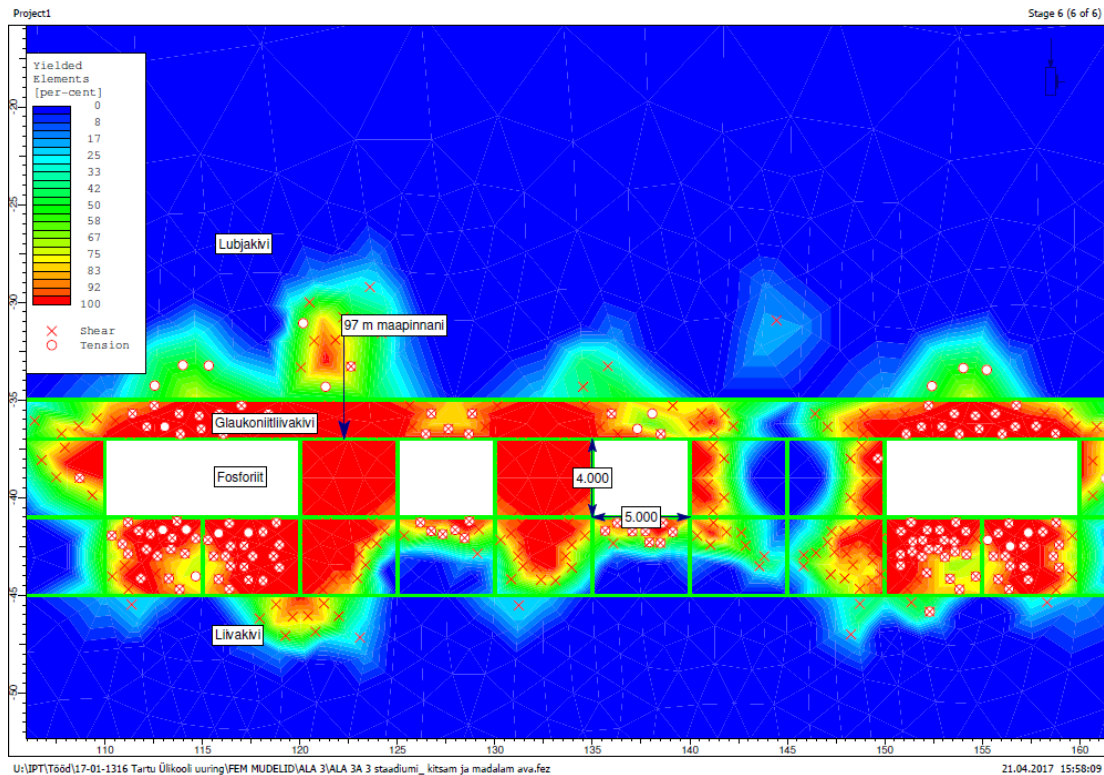 Project1
Stage 6 (6 of 6)
Yielded
Elements
[per-cent]
0
8
17
25
33
42
50
58
67
75
83
92
100
Shear
Tension
Lubjakivi
97 m maapinnani
Glaukoniitliivakivi
Fosforiit
4.000
5.000
Liivakivi
-20
-25
-30
-35
-40
-45
-50
110
115
120
125
130
135
140
145
150
155
160
U:\IPT\Tööd\17-01-1316 Tartu Ülikooli uuring\FEM MUDELID\ALA 3\ALA 3A 3 staadiumi_ kitsam ja madalam ava.fez
21.04.2017 15:58:09